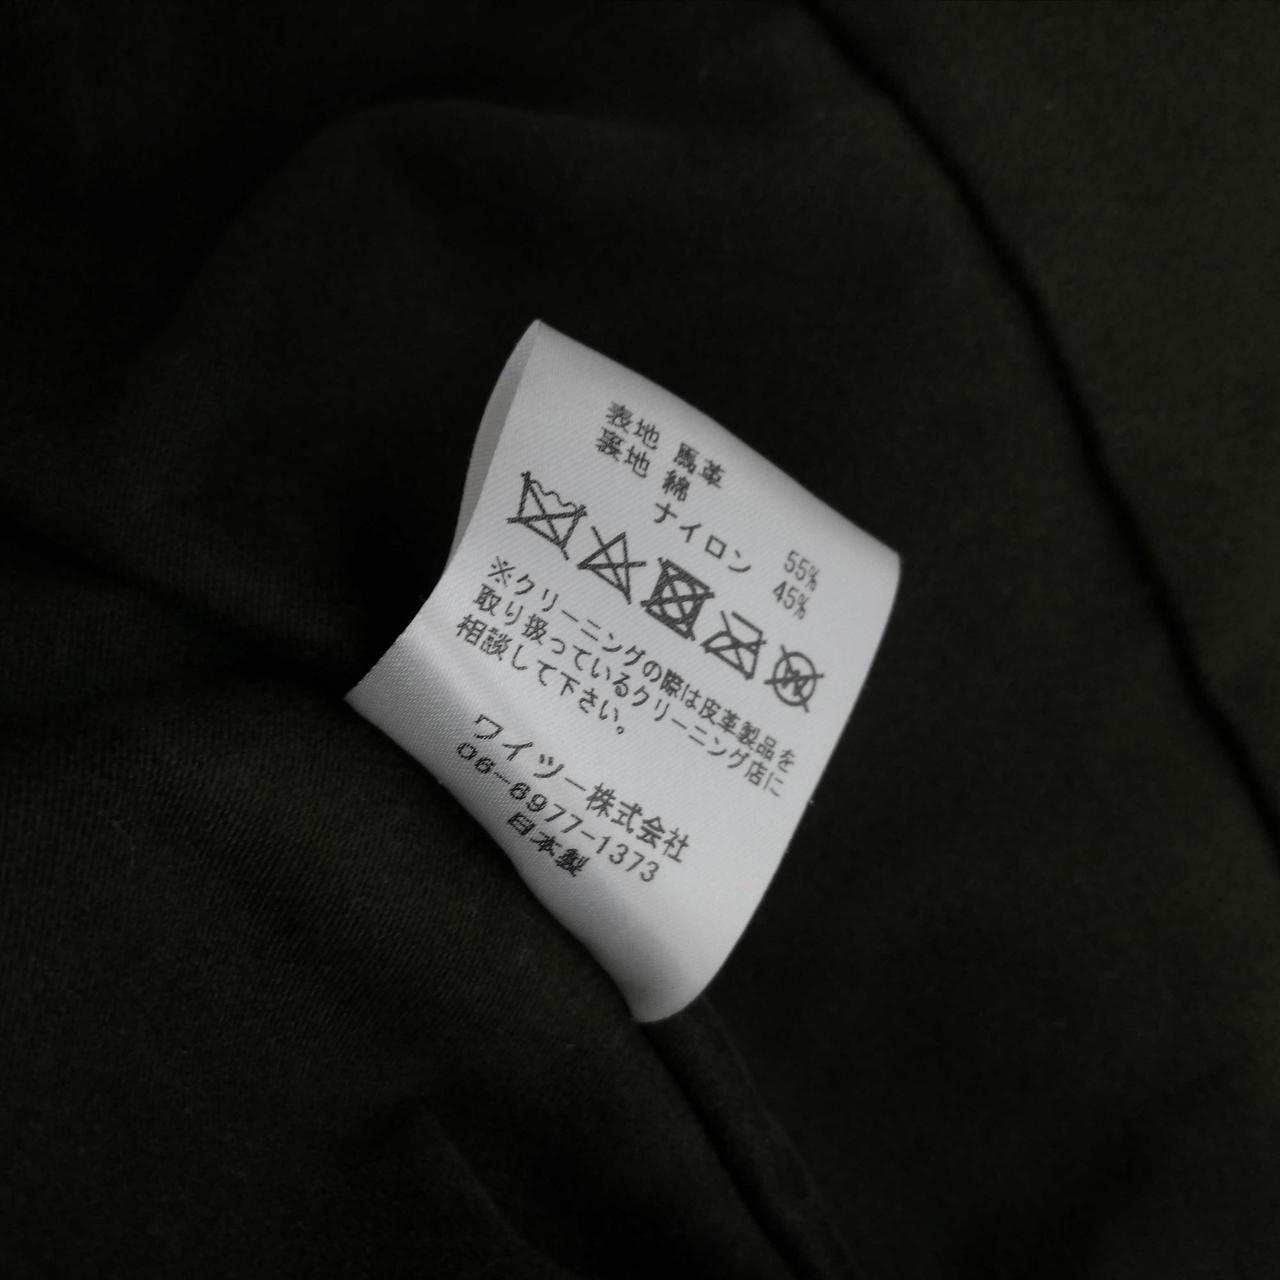 表地 馬革
裏地 綿 55%
ナイロン 45%
※クリーニングの際は皮革製品を
取り扱っているクリーニング店に
相談して下さい。
ワイツー株式会社
06-6977-1373
日本製